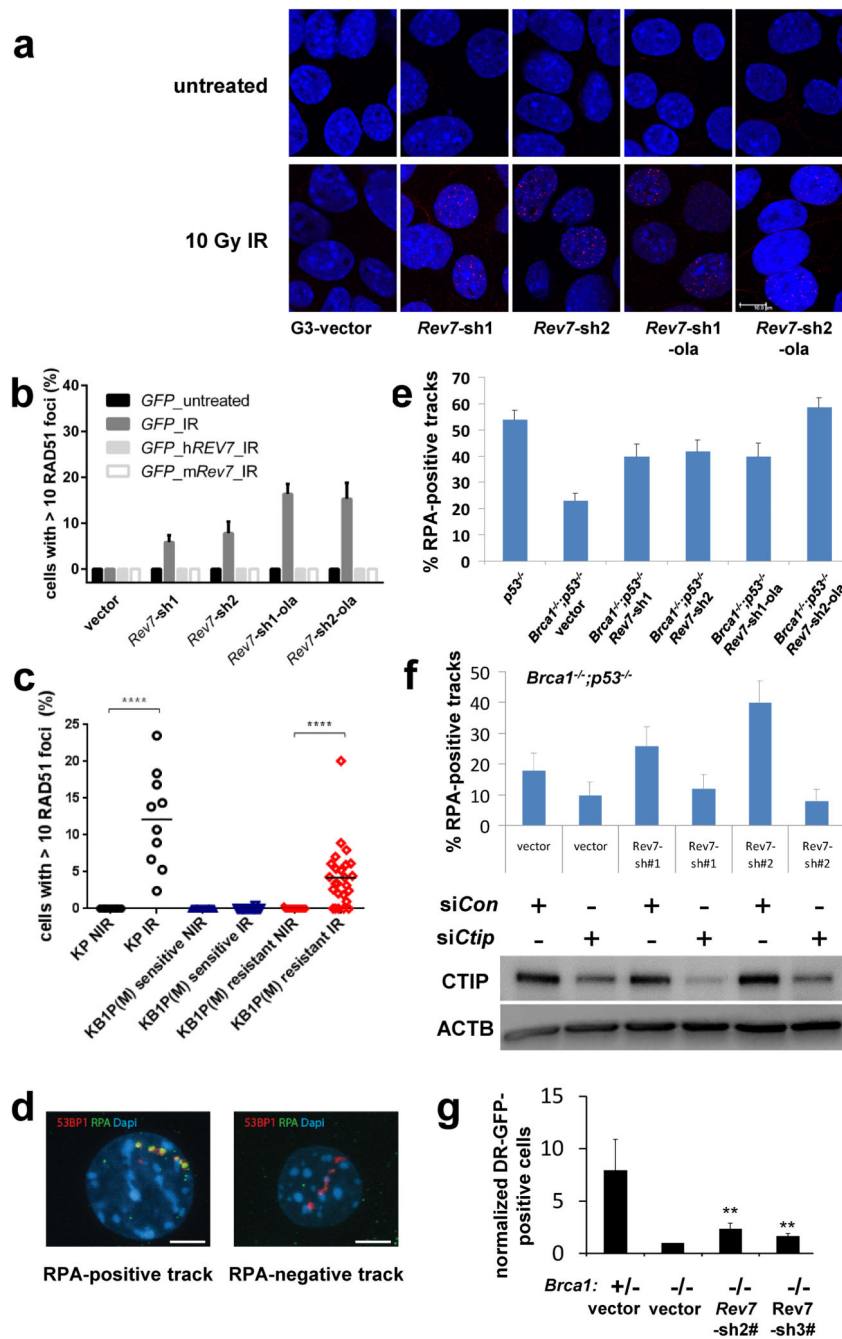 a
untreated
10 Gy IR
G3-vector
Rev7-sh1
Rev7-sh2
Rev7-sh1
-ola
Rev7-sh2
-ola
10.0 µm
b
cells with > 10 RAD51 foci (%)
40
30
20
10
0
GFP_untreated
GFP_IR
GFP_hREV7_IR
GFP_mRev7_IR
vector
Rev7-sh1
Rev7-sh2
Rev7-sh1-ola
Rev7-sh2-ola
c
cells with > 10 RAD51 foci (%)
25
20
15
10
5
0
****
****
KP NIR
KP IR
KB1P(M) sensitive NIR
KB1P(M) sensitive IR
KB1P(M) resistant NIR
KB1P(M) resistant IR
d
53BP1 RPA Dapi
53BP1 RPA Dapi
RPA-positive track
RPA-negative track
e
% RPA-positive tracks
70
60
50
40
30
20
10
0
p53-/-
Brca1-/-;p53-/-
vector
Brca1-/-;p53-/-
Rev7-sh1
Brca1-/-;p53-/-
Rev7-sh2
Brca1-/-;p53-/-
Rev7-sh1-ola
Brca1-/-;p53-/-
Rev7-sh2-ola
f
Brca1-/-;p53-/-
% RPA-positive tracks
50
40
30
20
10
0
vector
vector
Rev7-
sh#1
Rev7-
sh#1
Rev7-
sh#2
Rev7-
sh#2
siCon + - + - + -
siCtip - + - + - +
CTIP
ACTB
g
normalized DR-GFP-
positive cells
15
10
5
0
**
**
Brca1: +/- -/- -/- -/-
vector vector Rev7 Rev7
-sh2# -sh3#